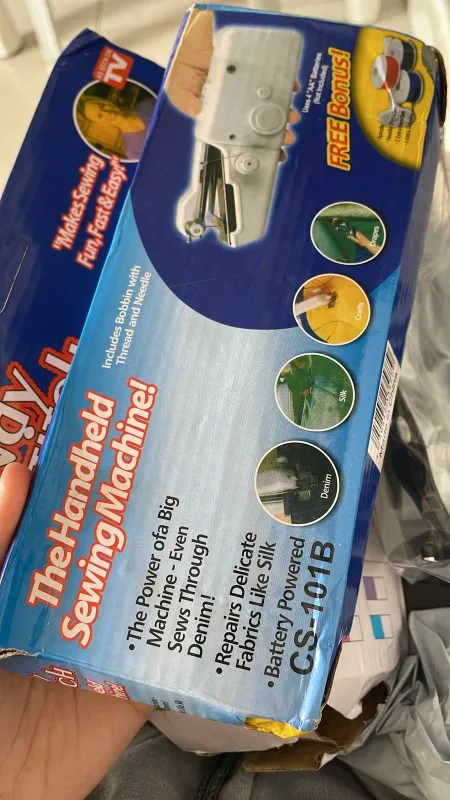 AS SEEN ON
TV
"Makes Sewing
Fun, Fast & Easy!"
Uses 4 "AA" Batteries
(Not Included)
FREE Bonus!
Includes Bobbin with
Thread and Needle
The Handheld
Sewing Machine!
•The Power ofa Big
Machine - Even
Sews Through
Denim!
•Repairs Delicate
Fabrics Like Silk
•Battery Powered
CS-101B
Drapes
Crafts
Silk
Denim